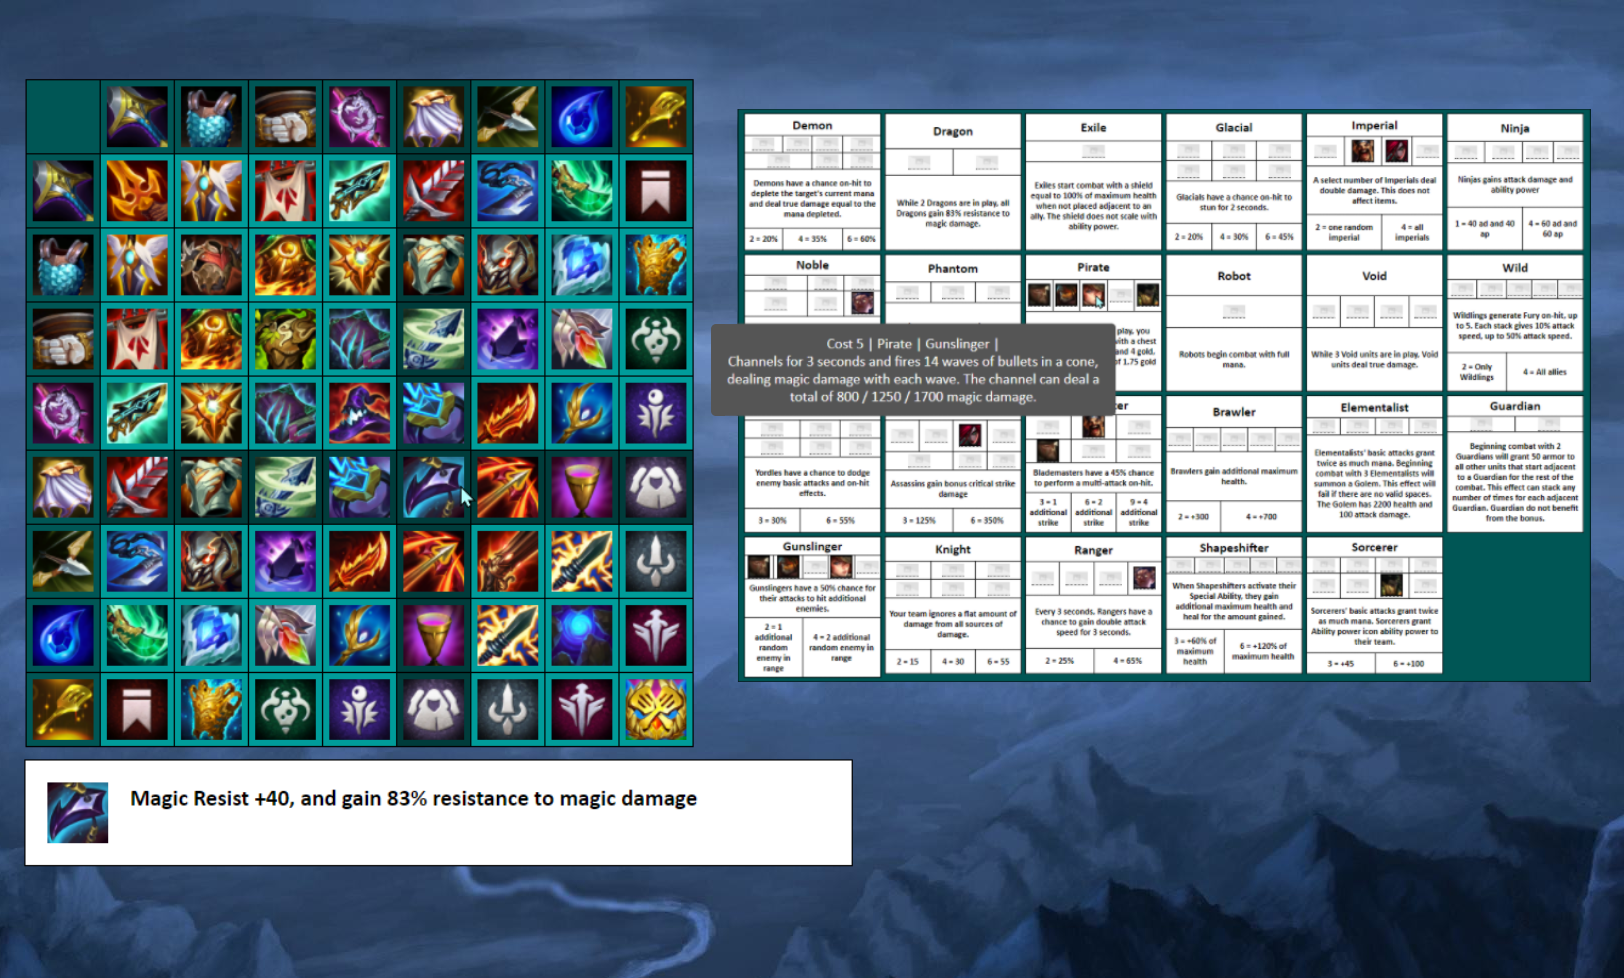 Demon
Demons have a chance on-hit to
deplete the target's current mana
and deal true damage equal to the
mana depleted.
2 = 20%
4 = 35%
6 = 60%
Dragon
While 2 Dragons are in play, all
Dragons gain 83% resistance to
magic damage.
Exile
Exiles start combat with a shield
equal to 100% of maximum health
when not placed adjacent to an
ally. The shield does not scale with
ability power.
Glacial
Glacials have a chance on-hit to
stun for 2 seconds.
2 = 20%
4 = 30%
6 = 45%
Imperial
A select number of Imperials deal
double damage. This does not
affect items.
2 = one random
imperial
4 = all
imperials
Ninja
Ninjas gains attack damage and
ability power
1 = 40 ad and 40
ap
4 = 60 ad and
60 ap
Noble
Phantom
Pirate
play, you
with a chest
and 4 gold.
of 1.75 gold
Robot
Robots begin combat with full
mana.
Void
While 3 Void units are in play. Void
units deal true damage.
Wild
Wildlings generate Fury on-hit, up
to 5. Each stack gives 10% attack
speed, up to 50% attack speed.
2 = Only
Wildlings
4 = All allies
Cost 5 | Pirate | Gunslinger |
Channels for 3 seconds and fires 14 waves of bullets in a cone,
dealing magic damage with each wave. The channel can deal a
total of 800 / 1250 / 1700 magic damage.
Yordles have a chance to dodge
enemy basic attacks and on-hit
effects.
3 = 30%
6 = 55%
Assassins gain bonus critical strike
damage
3 = 125%
6 = 350%
ter
Blademasters have a 45% chance
to perform a multi-attack on-hit.
3 = 1
additional
strike
6 = 2
additional
strike
9 = 4
additional
strike
Brawler
Brawlers gain additional maximum
health.
2 = +300
4 = +700
Elementalist
Elementalists' basic attacks grant
twice as much mana. Beginning
combat with 3 Elementalists will
summon a Golem. This effect will
fail if there are no valid spaces.
The Golem has 2200 health and
100 attack damage.
Guardian
Beginning combat with 2
Guardians will grant 50 armor to
all other units that start adjacent
to a Guardian for the rest of the
combat. This effect can stack any
number of times for each adjacent
Guardian. Guardian do not benefit
from the bonus.
Gunslinger
Gunslingers have a 50% chance for
their attacks to hit additional
enemies.
2 = 1
additional
random
enemy in
range
4 = 2 additional
random enemy in
range
Knight
Your team ignores a flat amount of
damage from all sources of
damage.
2 = 15
4 = 30
6 = 55
Ranger
Every 3 seconds, Rangers have a
chance to gain double attack
speed for 3 seconds.
2 = 25%
4 = 65%
Shapeshifter
When Shapeshifters activate their
Special Ability, they gain
additional maximum health and
heal for the amount gained.
3 = +60% of
maximum
health
6 = +120% of
maximum health
Sorcerer
Sorcerers' basic attacks grant twice
as much mana. Sorcerers grant
Ability power icon ability power to
their team.
3 = +45
6 = +100
Magic Resist +40, and gain 83% resistance to magic damage